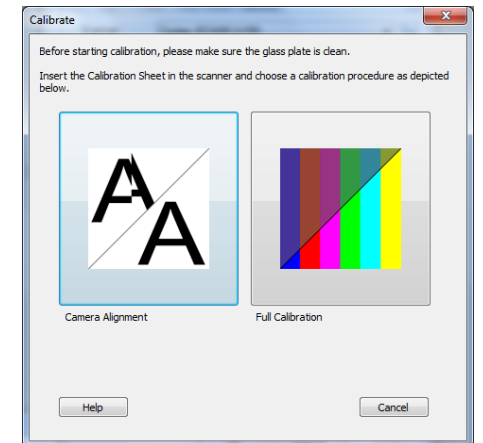 Calibrate
Before starting calibration, please make sure the glass plate is clean.
Insert the Calibration Sheet in the scanner and choose a calibration procedure as depicted
below.
A A
Camera Alignment
Full Calibration
Help
Cancel